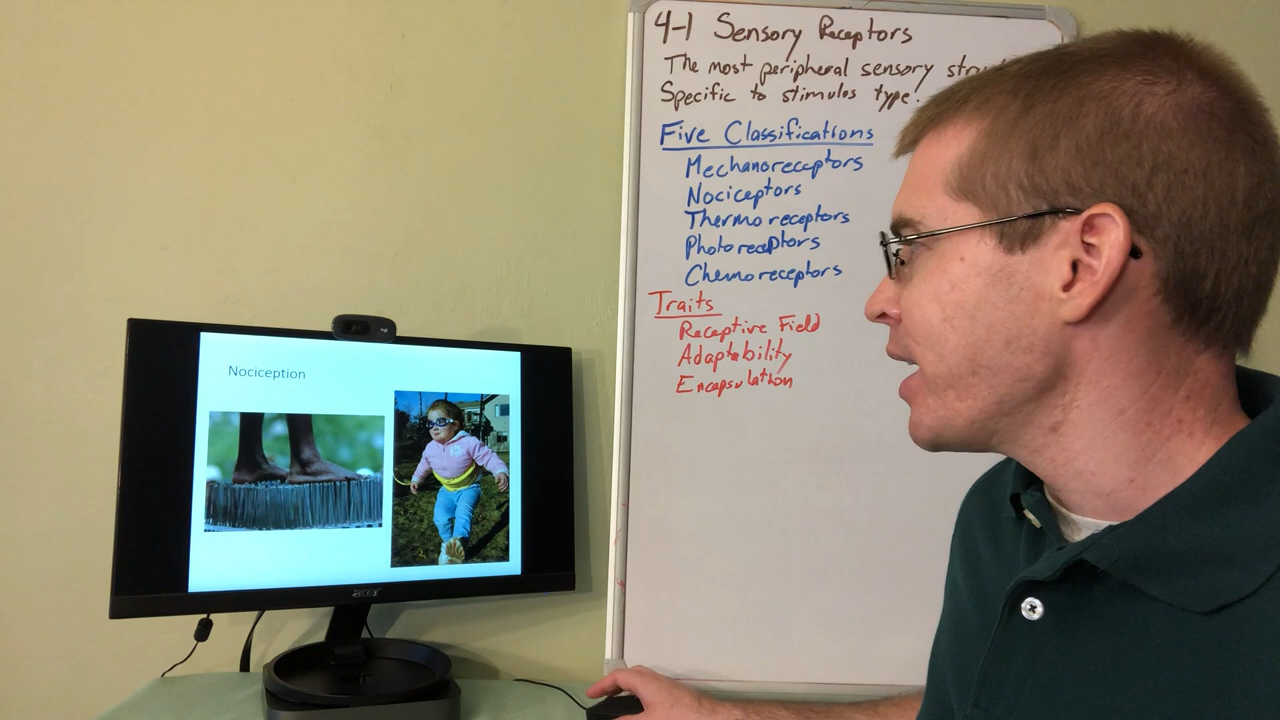 4-1 Sensory Receptors
The most peripheral sensory
Specific to stimulus type.
Five Classifications
Mechanoreceptors
Nociceptors
Thermoreceptors
Photoreceptors
Chemoreceptors
Traits
Receptive Field
Adaptability
Encapsulation
Nociception
acer